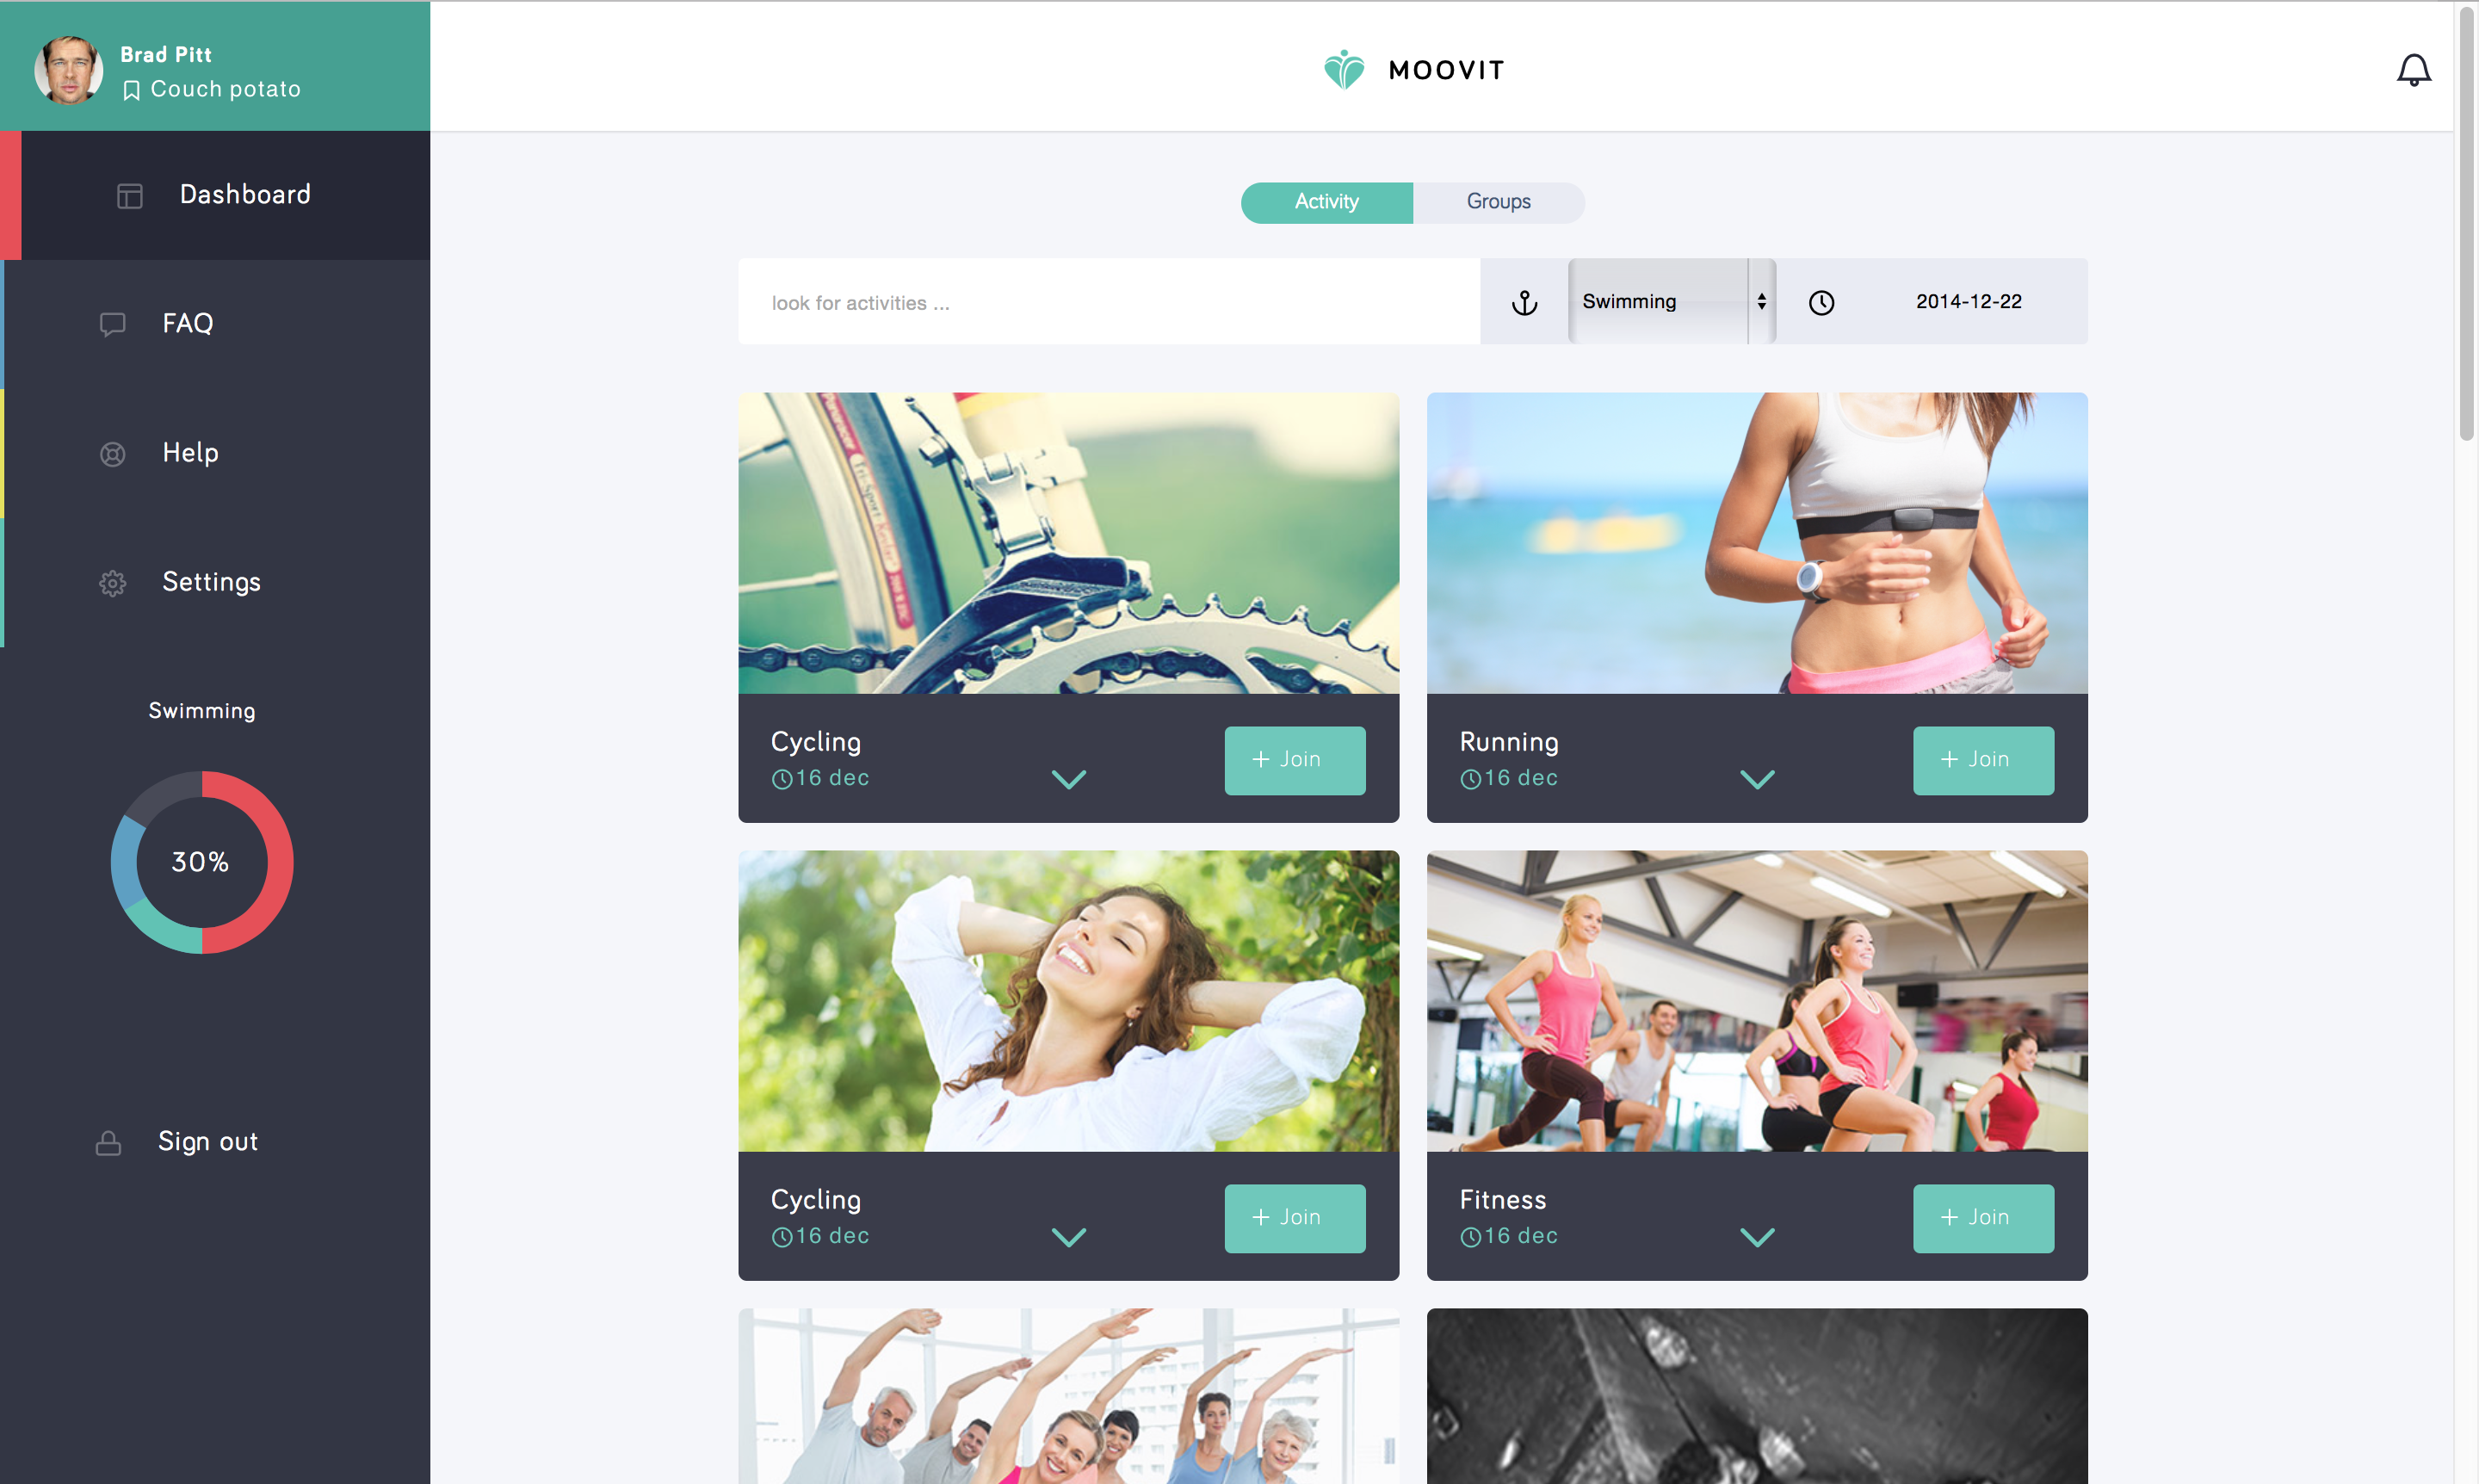 Brad Pitt
Couch potato
MOOVIT
Dashboard
FAQ
Help
Settings
Swimming
30%
Sign out
Activity
Groups
look for activities ...
Swimming
2014-12-22
Cycling
16 dec
+ Join
Running
16 dec
+ Join
Cycling
16 dec
+ Join
Fitness
16 dec
+ Join